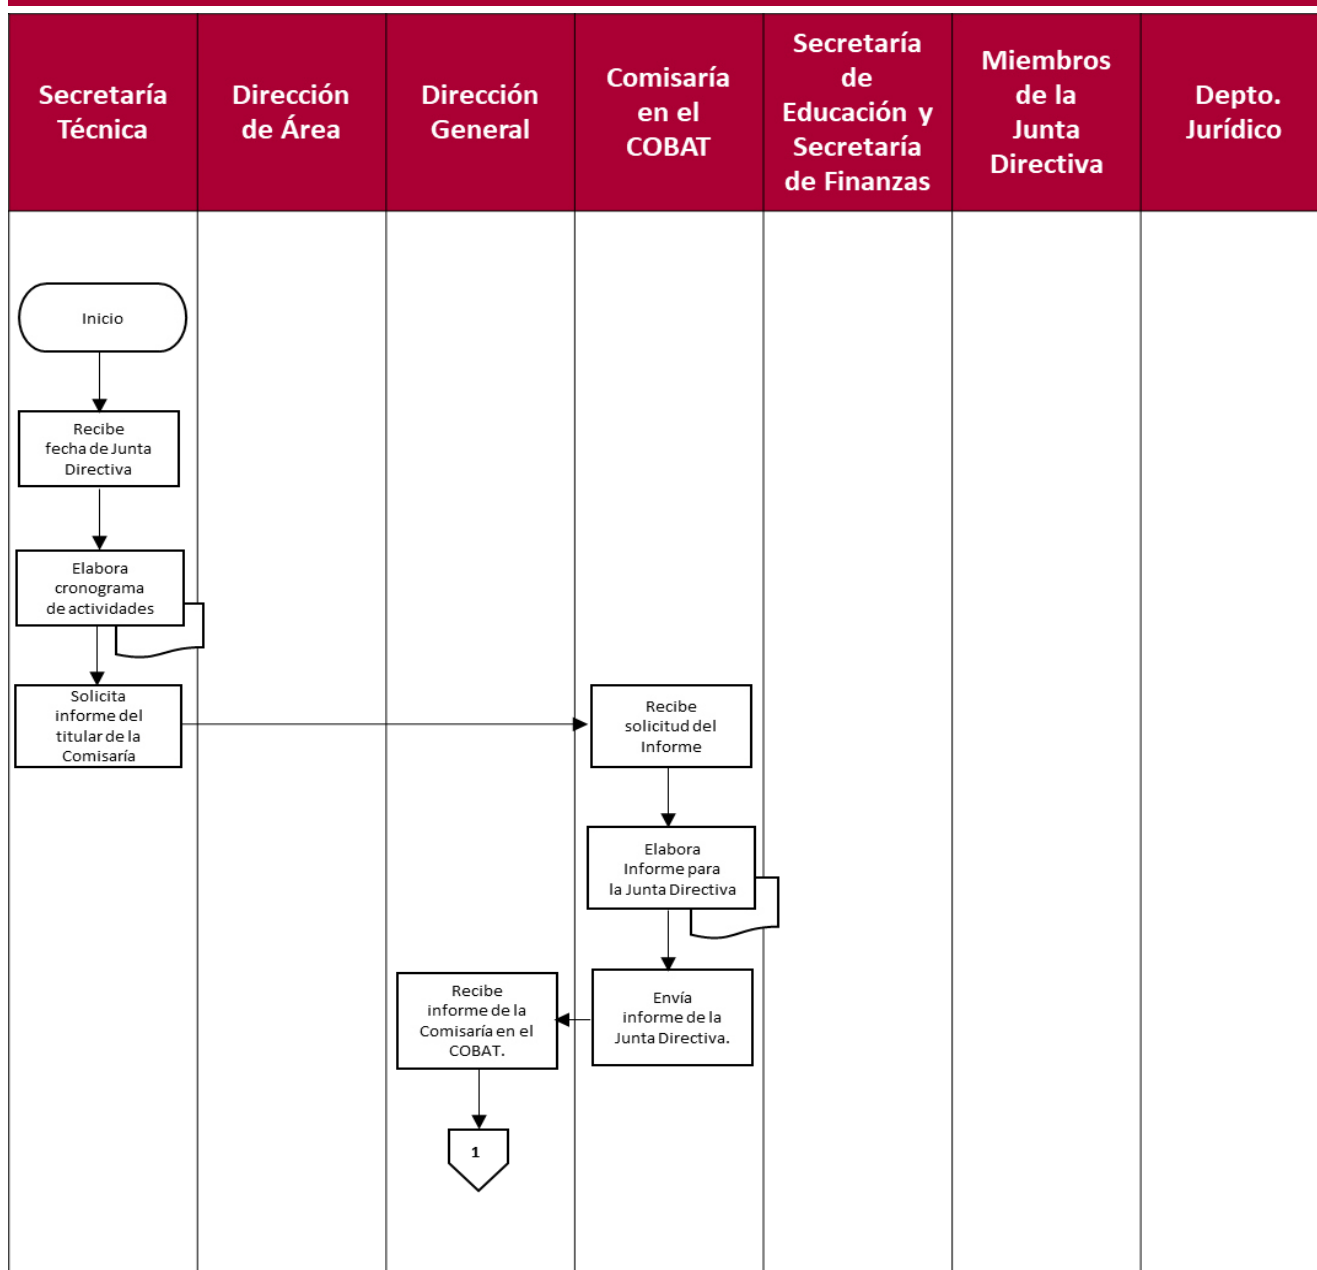 Secretaría
Técnica
Dirección
de Área
Dirección
General
Comisaría
en el
COBAT
Secretaría
de
Educación y
Secretaría
de Finanzas
Miembros
de la
Junta
Directiva
Depto.
Jurídico
Inicio
Recibe
fecha de Junta
Directiva
Elabora
cronograma
de actividades
Solicita
informe del
titular de la
Comisaría
Recibe
solicitud del
Informe
Elabora
Informe para
la Junta Directiva
Envía
informe de la
Junta Directiva.
Recibe
informe de la
Comisaría en el
COBAT.
1